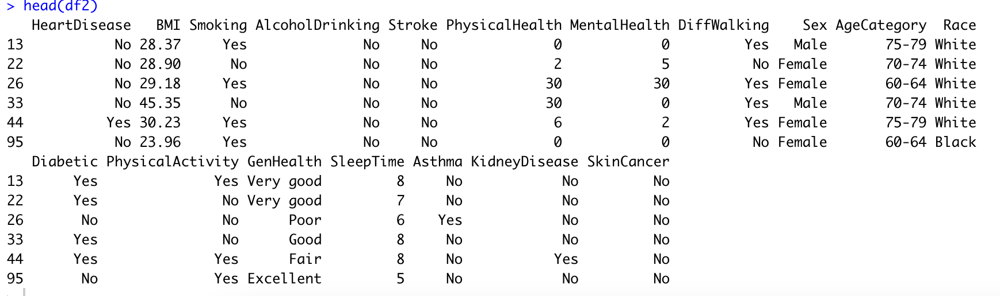 > head(df2)
HeartDisease BMI Smoking AlcoholDrinking Stroke PhysicalHealth MentalHealth DiffWalking Sex AgeCategory Race
13 No 28.37 Yes No No 0 0 Yes Male 75-79 White
22 No 28.90 No No No 2 5 No Female 70-74 White
26 No 29.18 Yes No No 30 30 Yes Female 60-64 White
33 No 45.35 No No No 30 0 Yes Male 70-74 White
44 Yes 30.23 Yes No No 6 2 Yes Female 75-79 White
95 No 23.96 Yes No No 0 0 No Female 60-64 Black
Diabetic PhysicalActivity GenHealth SleepTime Asthma KidneyDisease SkinCancer
13 Yes Yes Very good 8 No No No
22 Yes No Very good 7 No No No
26 No No Poor 6 Yes No No
33 Yes No Good 8 No No No
44 Yes Yes Fair 8 No Yes No
95 No Yes Excellent 5 No No No